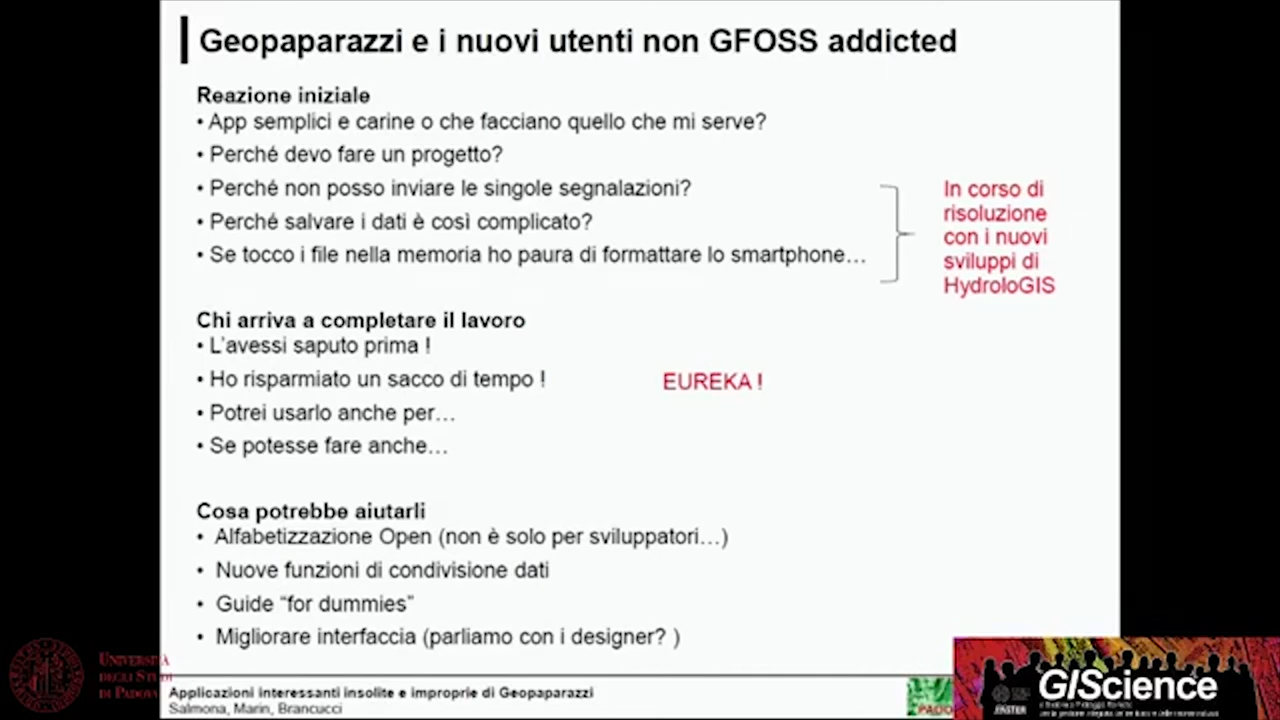 Geopaparazzi e i nuovi utenti non GFOSS addicted
Reazione iniziale
• App semplici e carine o che facciano quello che mi serve?
• Perché devo fare un progetto?
• Perché non posso inviare le singole segnalazioni?
• Perché salvare i dati è così complicato?
• Se tocco i file nella memoria ho paura di formattare lo smartphone…
In corso di
risoluzione
con i nuovi
sviluppi di
HydroloGIS
Chi arriva a completare il lavoro
• L'avessi saputo prima !
• Ho risparmiato un sacco di tempo !
EUREKA !
• Potrei usarlo anche per…
• Se potesse fare anche…
Cosa potrebbe aiutarli
• Alfabetizzazione Open (non è solo per sviluppatori…)
• Nuove funzioni di condivisione dati
• Guide “for dummies”
• Migliorare interfaccia (parliamo con i designer? )
Università
degli Studi
di Padova
Applicazioni interessanti insolite e improprie di Geopaparazzi
Salmona, Marin, Brancucci
GIScience